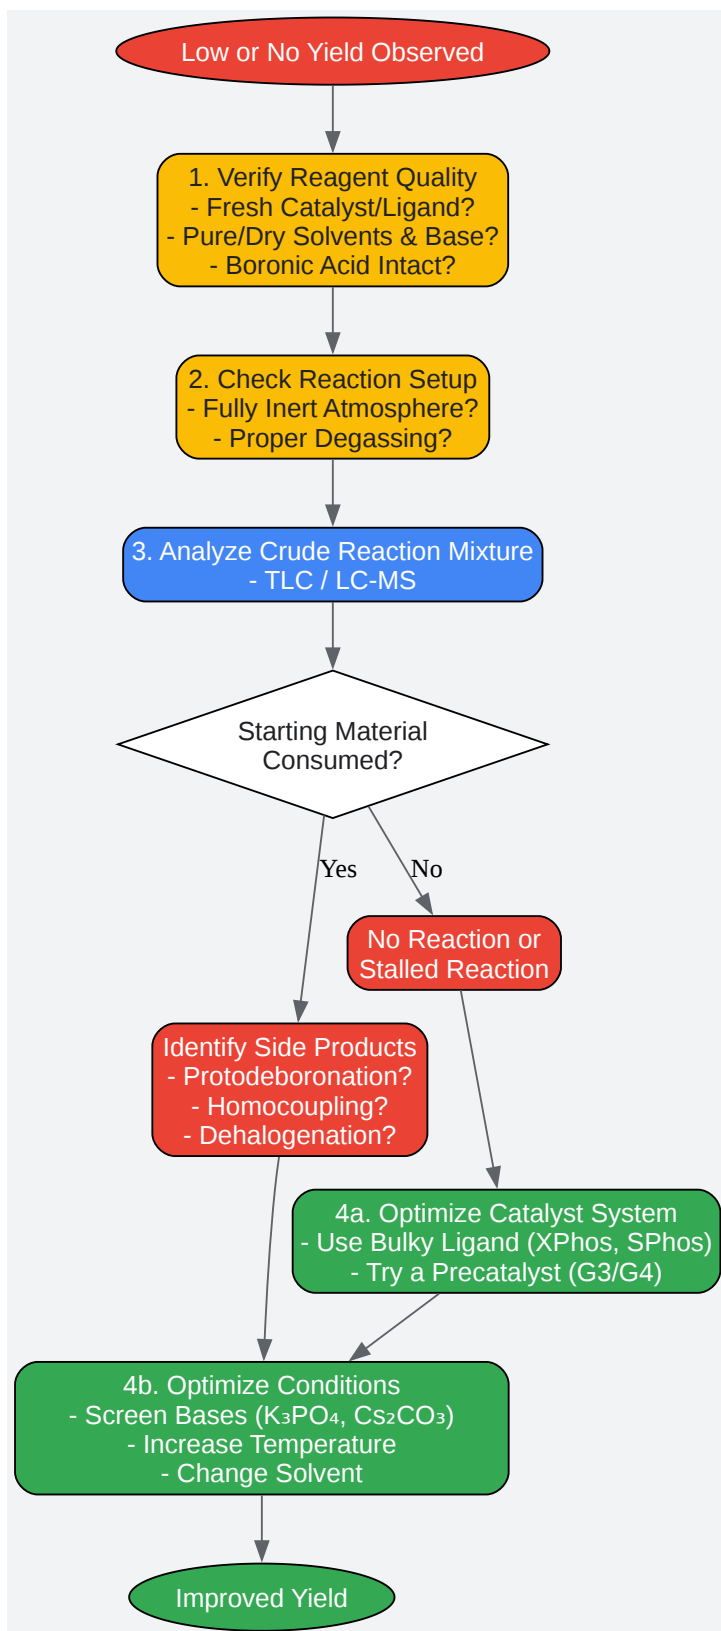 Low or No Yield Observed
1. Verify Reagent Quality
- Fresh Catalyst/Ligand?
- Pure/Dry Solvents & Base?
- Boronic Acid Intact?
2. Check Reaction Setup
- Fully Inert Atmosphere?
- Proper Degassing?
3. Analyze Crude Reaction Mixture
- TLC / LC-MS
Starting Material
Consumed?
Yes
No
No Reaction or
Stalled Reaction
Identify Side Products
- Protodeboronation?
- Homocoupling?
- Dehalogenation?
4a. Optimize Catalyst System
- Use Bulky Ligand (XPhos, SPhos)
- Try a Precatalyst (G3/G4)
4b. Optimize Conditions
- Screen Bases (K₃PO₄, Cs₂CO₃)
- Increase Temperature
- Change Solvent
Improved Yield